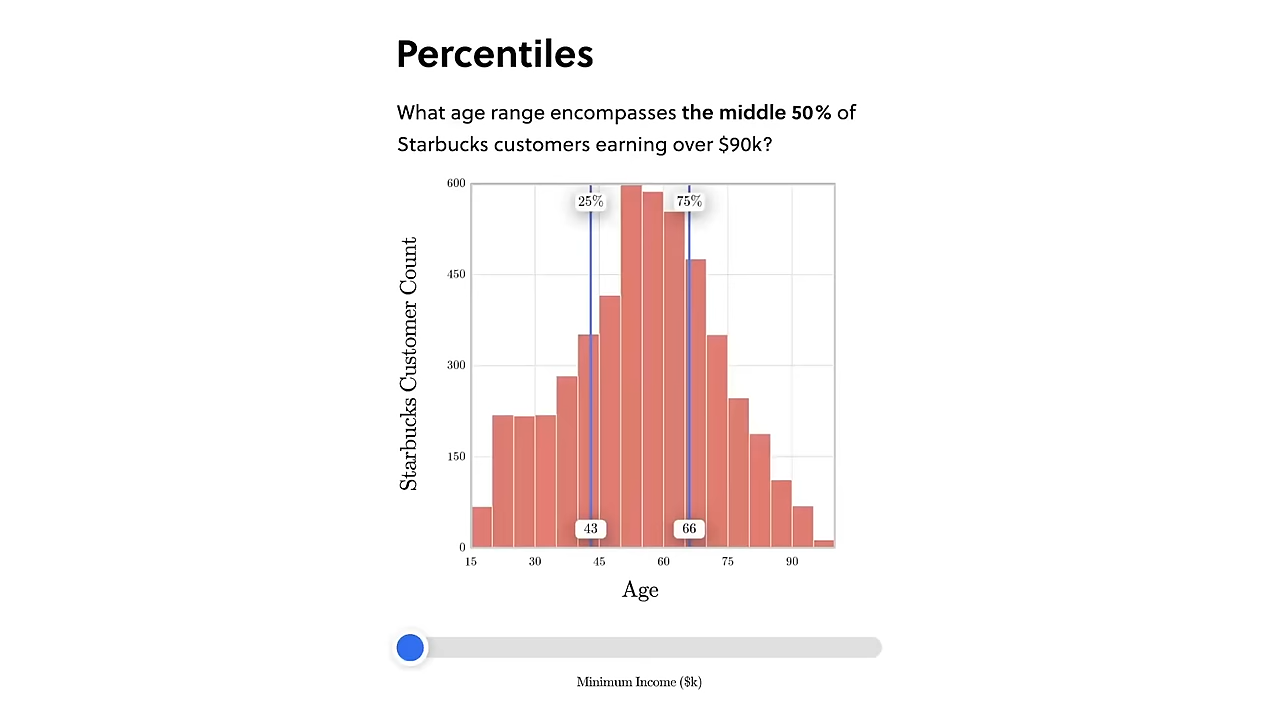 Percentiles
What age range encompasses the middle 50% of
Starbucks customers earning over $90k?
600
25%
75%
450
300
150
0
43
66
15 30 45 60 75 90
Starbucks Customer Count
Age
Minimum Income ($k)